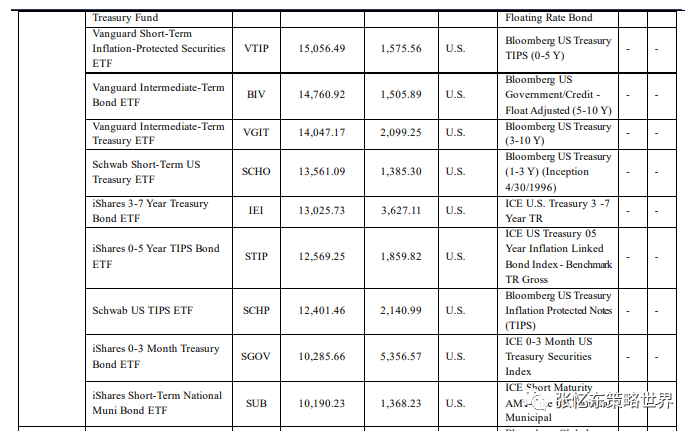 Treasury Fund Floating Rate Bond
Vanguard Short-Term
Inflation-Protected Securities
ETF
VTIP 15,056.49 1,575.56 U.S.
Bloomberg US Treasury
TIPS (0-5 Y)
- -
Vanguard Intermediate-Term
Bond ETF
BIV 14,760.92 1,505.89 U.S.
Bloomberg US
Government/Credit -
Float Adjusted (5-10 Y)
- -
Vanguard Intermediate-Term
Treasury ETF
VGIT 14,047.17 2,099.25 U.S.
Bloomberg US Treasury
(3-10 Y)
- -
Schwab Short-Term US
Treasury ETF
SCHO 13,561.09 1,385.30 U.S.
Bloomberg US Treasury
(1-3 Y) (Inception
4/30/1996)
- -
iShares 3-7 Year Treasury
Bond ETF
IEI 13,025.73 3,627.11 U.S.
ICE U.S. Treasury 3 -7
Year TR
- -
iShares 0-5 Year TIPS Bond
ETF
STIP 12,569.25 1,859.82 U.S.
ICE US Treasury 05
Year Inflation Linked
Bond Index - Benchmark
TR Gross
- -
Schwab US TIPS ETF
SCHP 12,401.46 2,140.99 U.S.
Bloomberg US Treasury
Inflation Protected Notes
(TIPS)
- -
iShares 0-3 Month Treasury
Bond ETF
SGOV 10,285.66 5,356.57 U.S.
ICE 0-3 Month US
Treasury Securities
Index
- -
iShares Short-Term National
Muni Bond ETF
SUB 10,190.23 1,368.23 U.S.
ICE Short Maturity
Municipal
- -
张忆东策略世界